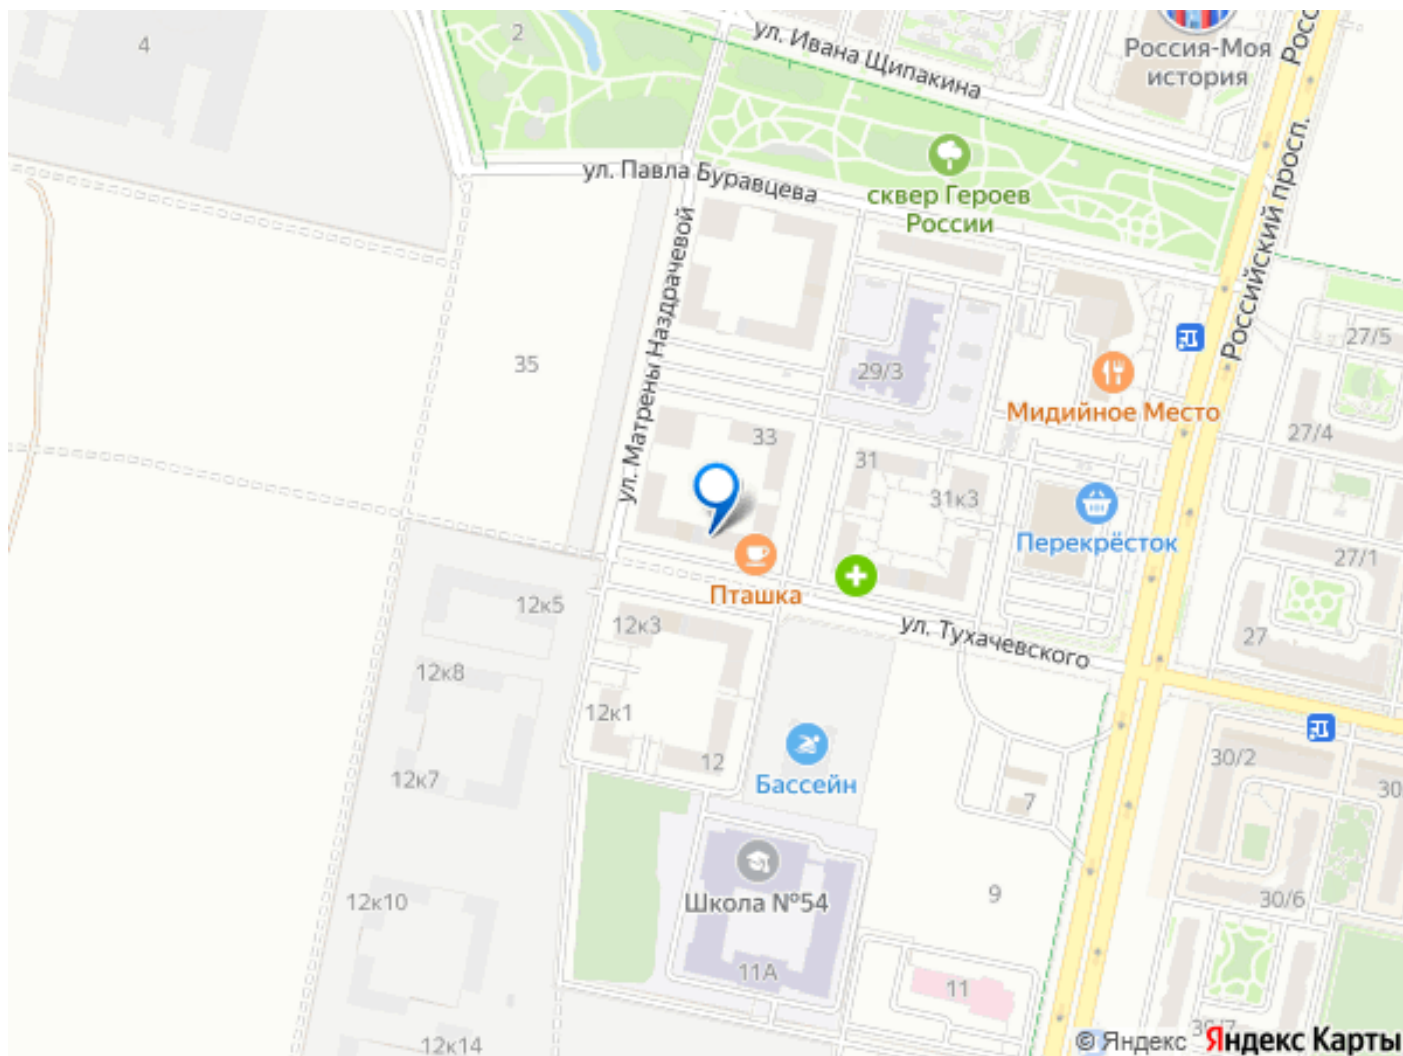 4
2
ул. Ивана Щипакина
Россия-Моя
история
Росс
ул. Павла Буравцева
сквер Героев
России
Российский просп.
ул. Матрены Наздрачевой
35
29/3
27/5
Мидийное Место
27/4
33
31
31к3
Перекрёсток
27/1
Пташка
12к5
12к3
ул. Тухачевского
27
12к8
12к1
12
12к7
Бассейн
7
30/2
30
Школа №54
12к10
9
30/6
11А
11
12к14
30/7
© Яндекс Яндекс Карты